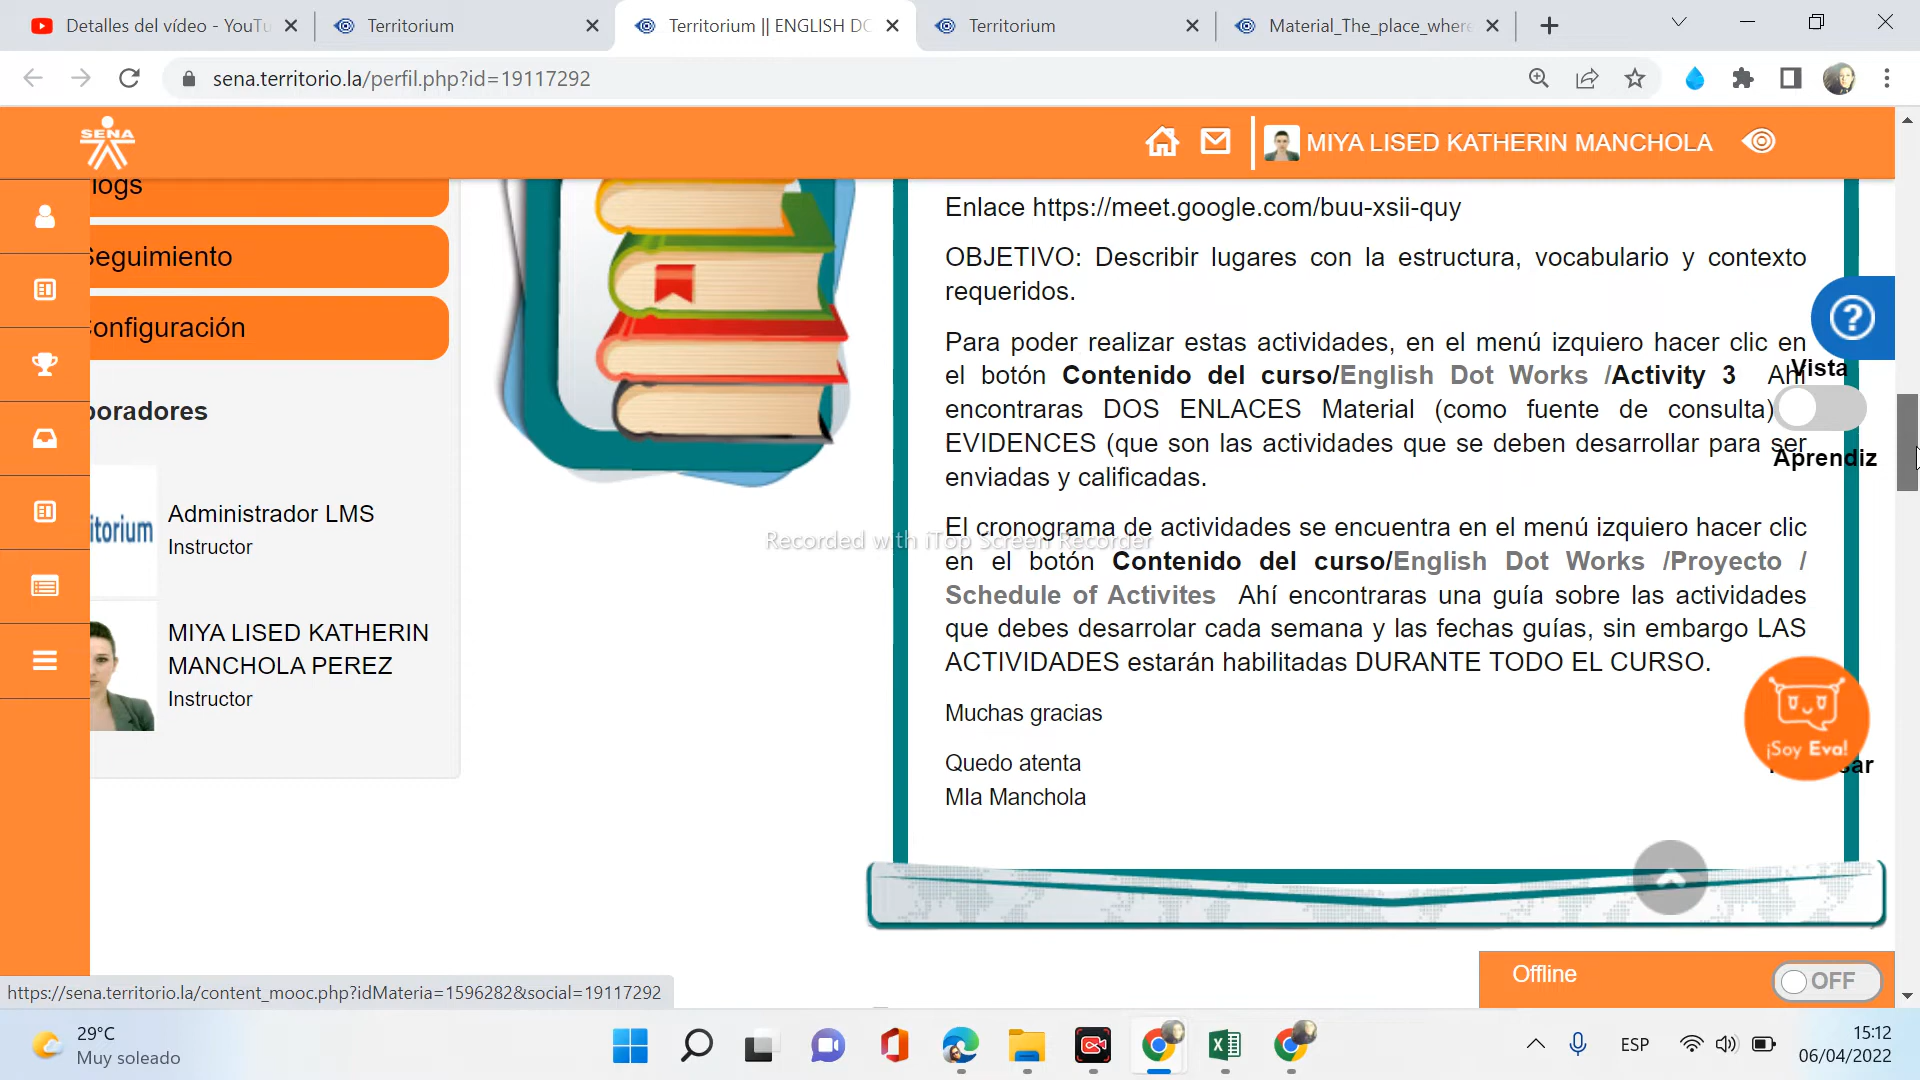 Detalles del vídeo - YouTu
Territorium
Territorium || ENGLISH DO
Territorium
Material_The_place_where
sena.territorio.la/perfil.php?id=19117292
SENA
MIYA LISED KATHERIN MANCHOLA
logs
Seguimiento
Configuración
boradores
itorium
Administrador LMS
Instructor
MIYA LISED KATHERIN
MANCHOLA PEREZ
Instructor
Enlace https://meet.google.com/buu-xsii-quy
OBJETIVO: Describir lugares con la estructura, vocabulario y contexto
requeridos.
Para poder realizar estas actividades, en el menú izquiero hacer clic en
el botón Contenido del curso/English Dot Works /Activity 3 Ahí
encontraras DOS ENLACES Material (como fuente de consulta)
EVIDENCES (que son las actividades que se deben desarrollar para ser
enviadas y calificadas.
El cronograma de actividades se encuentra en el menú izquiero hacer clic
en el botón Contenido del curso/English Dot Works /Proyecto /
Schedule of Activites Ahí encontraras una guía sobre las actividades
que debes desarrolar cada semana y las fechas guías, sin embargo LAS
ACTIVIDADES estarán habilitadas DURANTE TODO EL CURSO.
Muchas gracias
Quedo atenta
MIa Manchola
Vista
Aprendiz
¡Soy Eva!
Recorded with iTop Screen Recorder
Offline
OFF
https://sena.territorio.la/content_mooc.php?idMateria=1596282&social=19117292
29°C
Muy soleado
ESP
15:12
06/04/2022